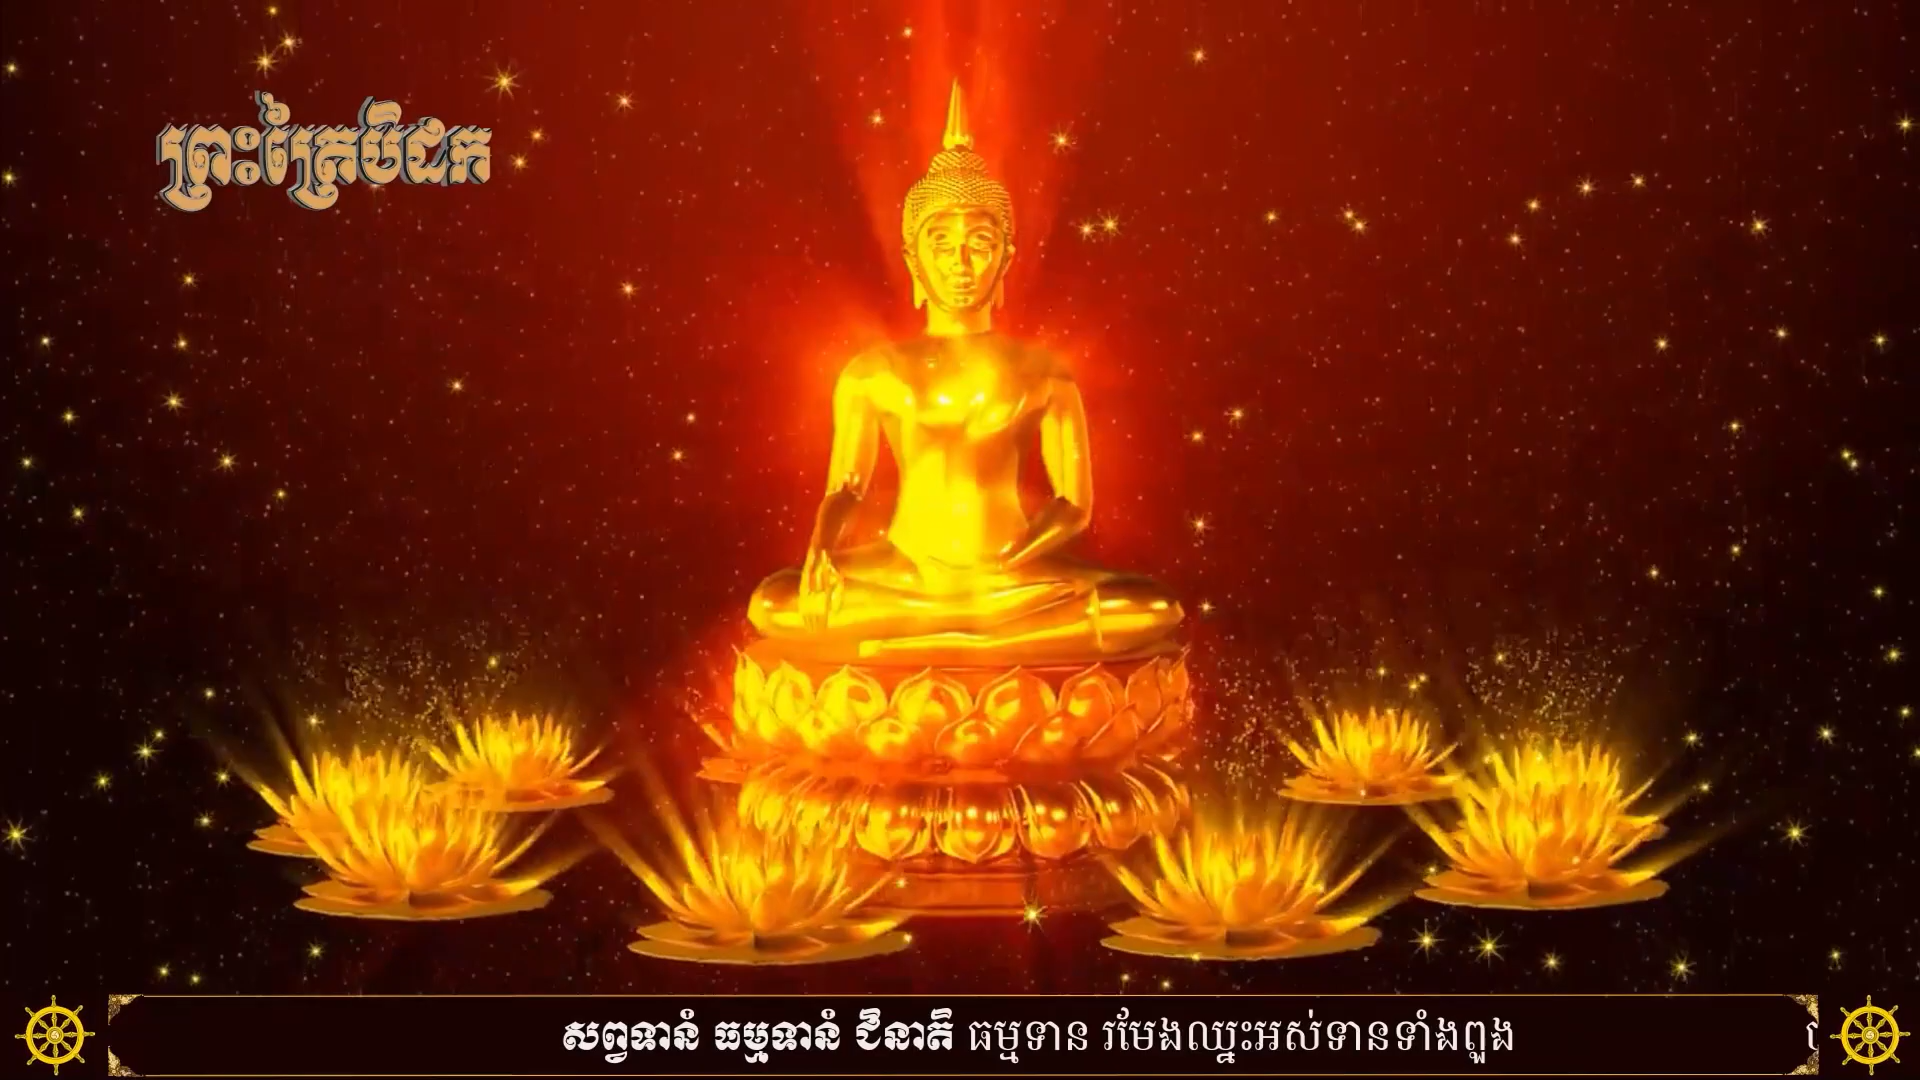 ព្រះត្រៃបិដក
សព្វទានំ ធម្មទានំ ជិនាតិ ធម្មទាន រមែងឈ្នះអស់ទានទាំងពួង